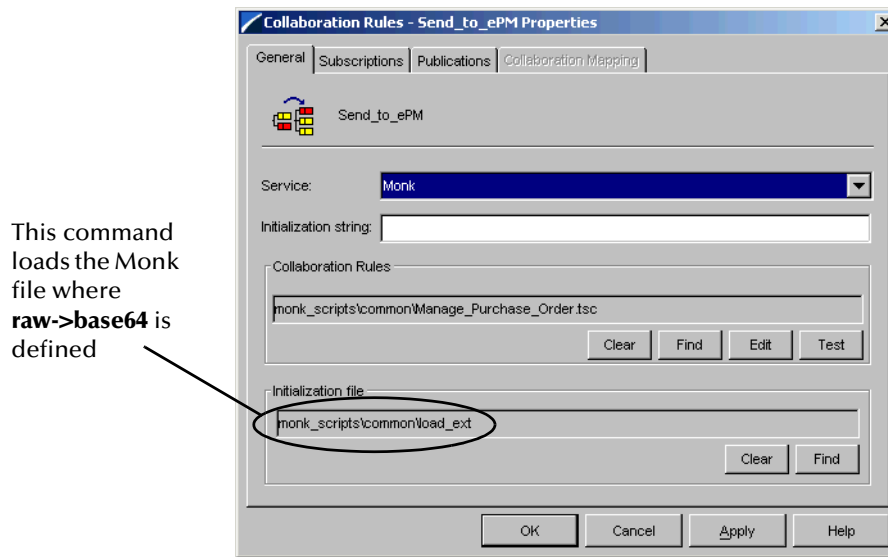 Collaboration Rules - Send_to_ePM Properties
General Subscriptions Publications Collaboration Mapping
Send_to_ePM
Service: Monk
Initialization string:
This command
loads the Monk
file where
raw->base64 is
defined
Collaboration Rules
monk_scripts\common\Manage_Purchase_Order.tsc
Clear Find Edit Test
Initialization file
monk_scripts\common\load_ext
Clear Find
OK Cancel Apply Help